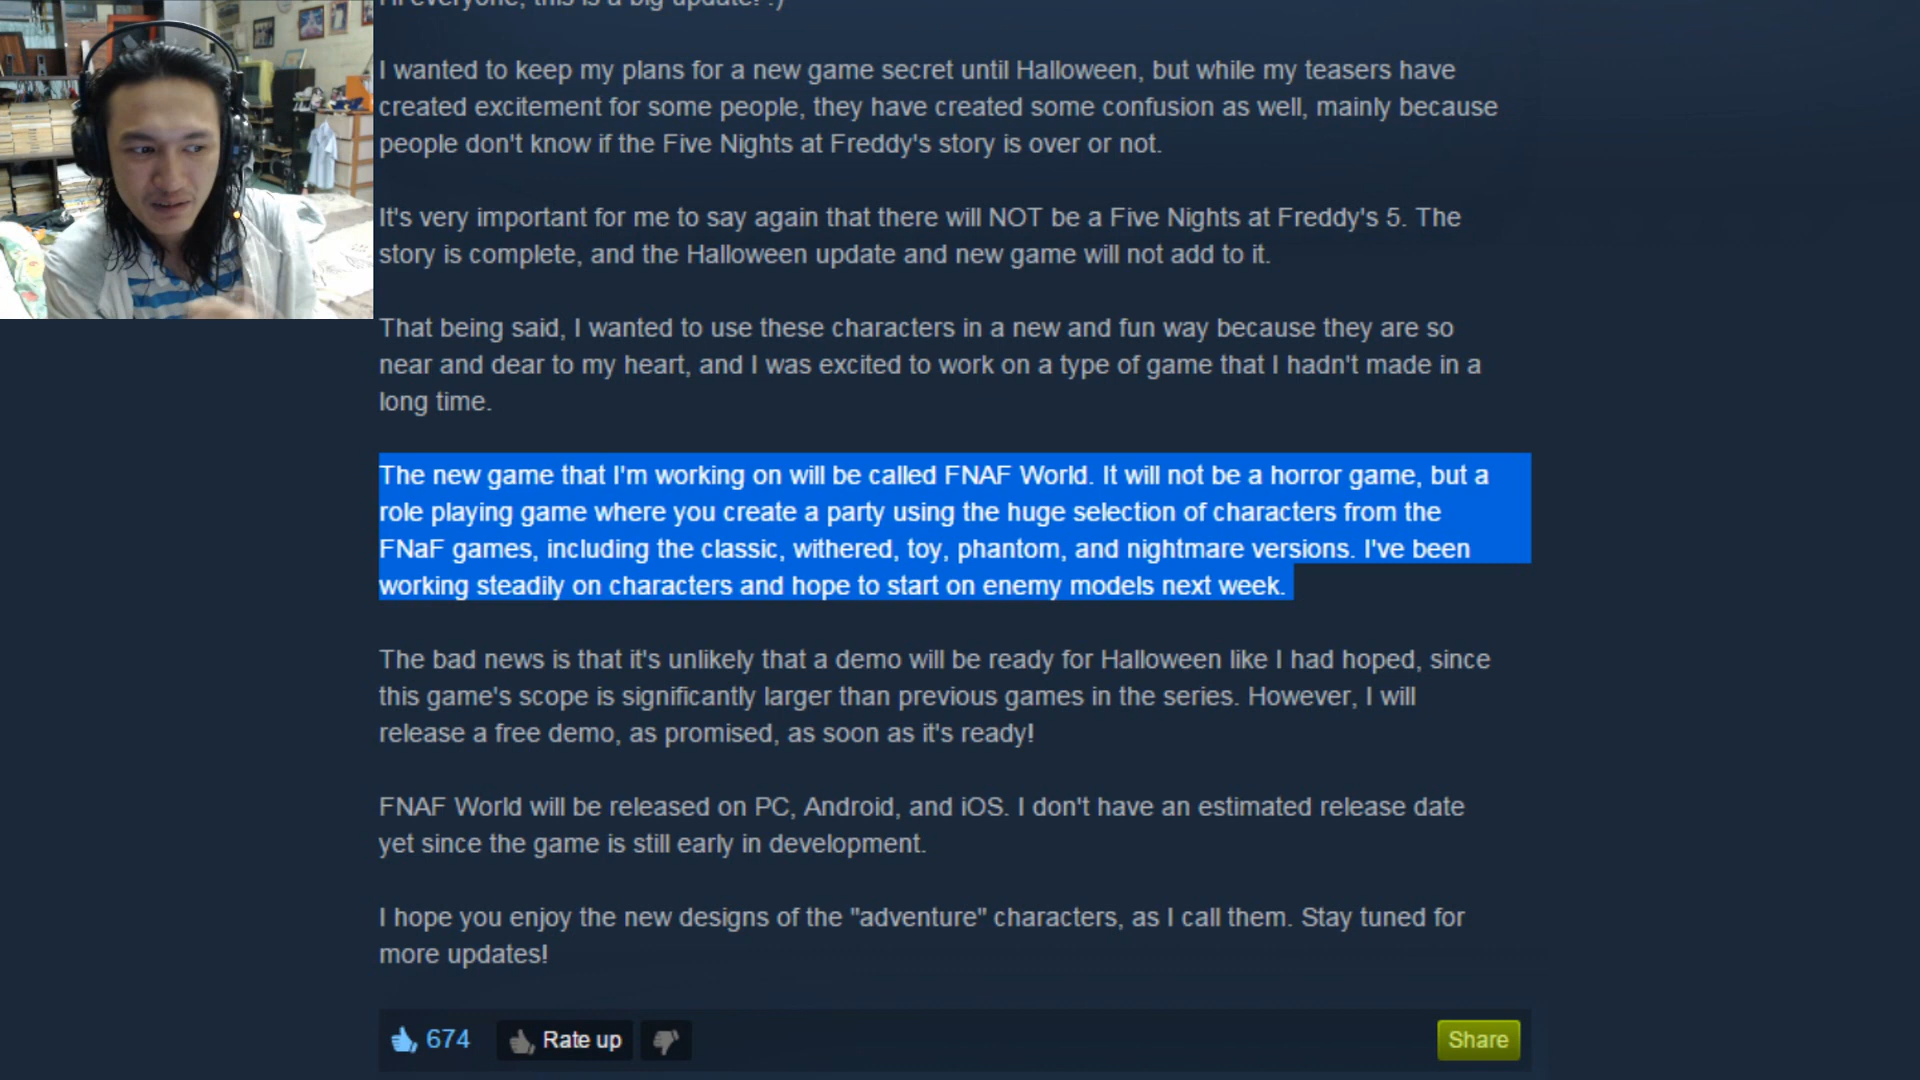 Hi everyone, this is a big update! :)
I wanted to keep my plans for a new game secret until Halloween, but while my teasers have
created excitement for some people, they have created some confusion as well, mainly because
people don't know if the Five Nights at Freddy's story is over or not.
It's very important for me to say again that there will NOT be a Five Nights at Freddy's 5. The
story is complete, and the Halloween update and new game will not add to it.
That being said, I wanted to use these characters in a new and fun way because they are so
near and dear to my heart, and I was excited to work on a type of game that I hadn't made in a
long time.
The new game that I'm working on will be called FNAF World. It will not be a horror game, but a
role playing game where you create a party using the huge selection of characters from the
FNaF games, including the classic, withered, toy, phantom, and nightmare versions. I've been
working steadily on characters and hope to start on enemy models next week.
The bad news is that it's unlikely that a demo will be ready for Halloween like I had hoped, since
this game's scope is significantly larger than previous games in the series. However, I will
release a free demo, as promised, as soon as it's ready!
FNAF World will be released on PC, Android, and iOS. I don't have an estimated release date
yet since the game is still early in development.
I hope you enjoy the new designs of the "adventure" characters, as I call them. Stay tuned for
more updates!
674 Rate up Share